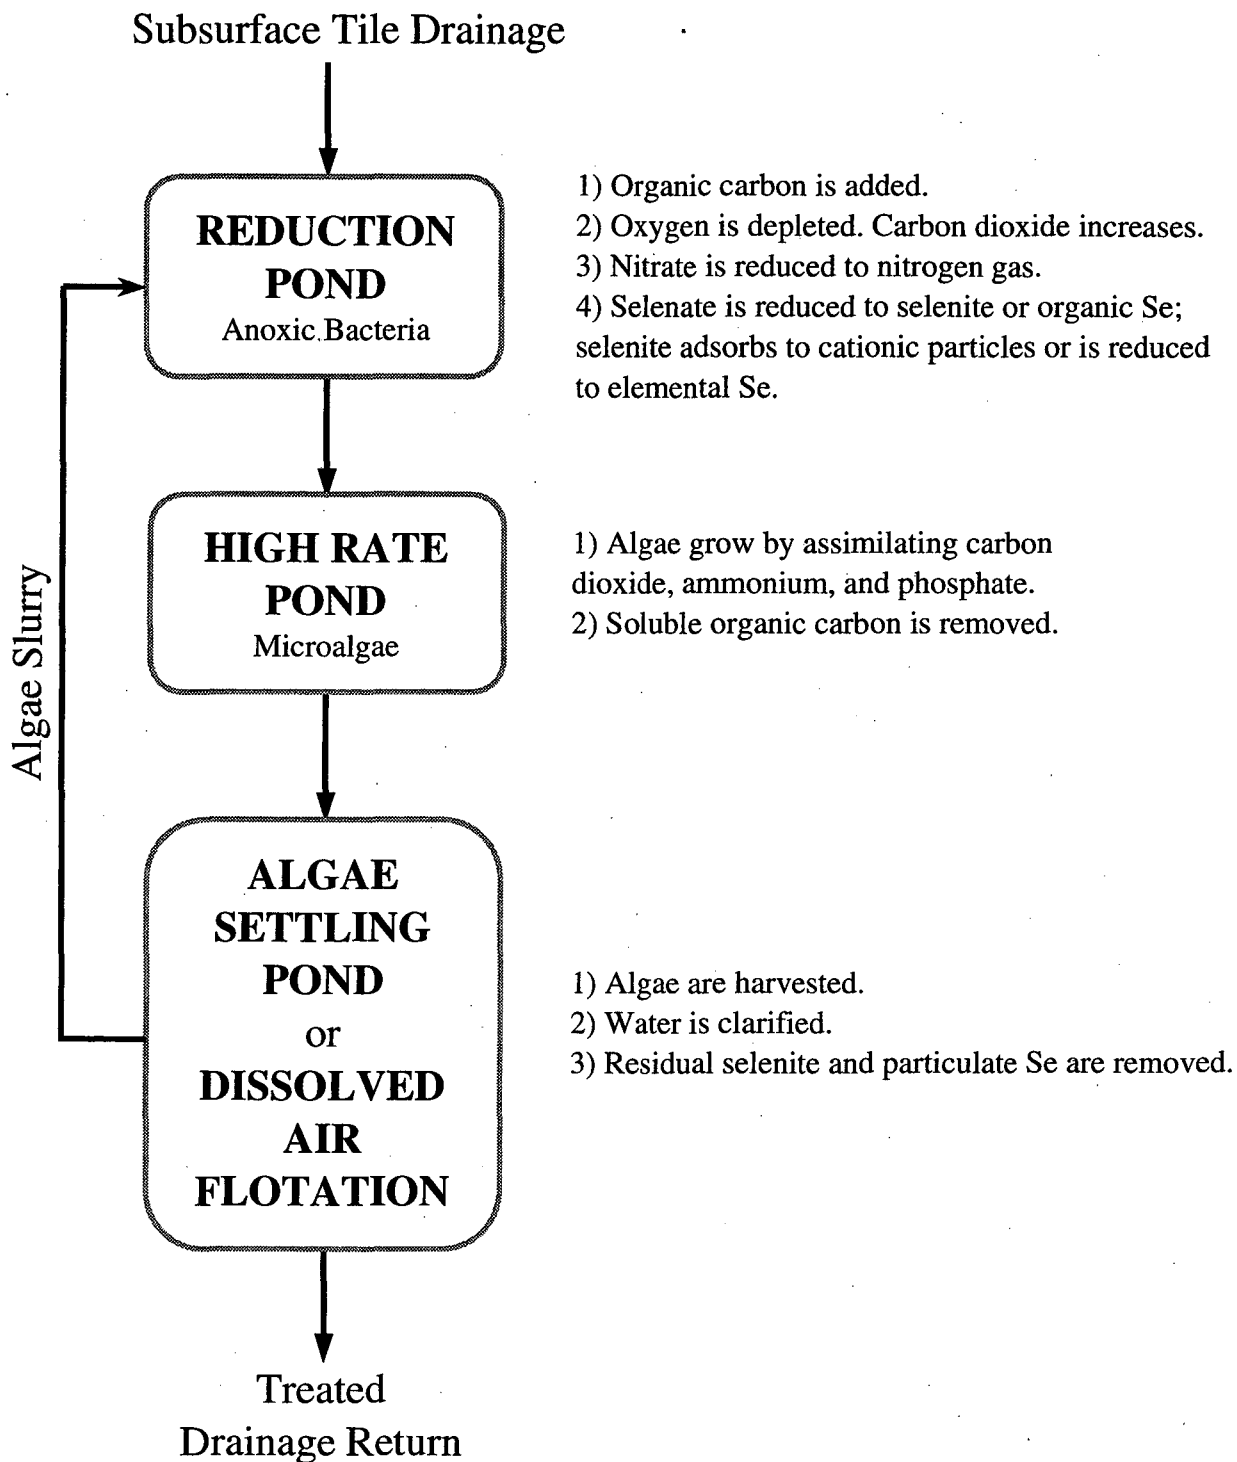 Subsurface Tile Drainage
REDUCTION
POND
Anoxic Bacteria
1) Organic carbon is added.
2) Oxygen is depleted. Carbon dioxide increases.
3) Nitrate is reduced to nitrogen gas.
4) Selenate is reduced to selenite or organic Se;
selenite adsorbs to cationic particles or is reduced
to elemental Se.
Algae Slurry
HIGH RATE
POND
Microalgae
1) Algae grow by assimilating carbon
dioxide, ammonium, and phosphate.
2) Soluble organic carbon is removed.
ALGAE
SETTLING
POND
or
DISSOLVED
AIR
FLOTATION
1) Algae are harvested.
2) Water is clarified.
3) Residual selenite and particulate Se are removed.
Treated
Drainage Return